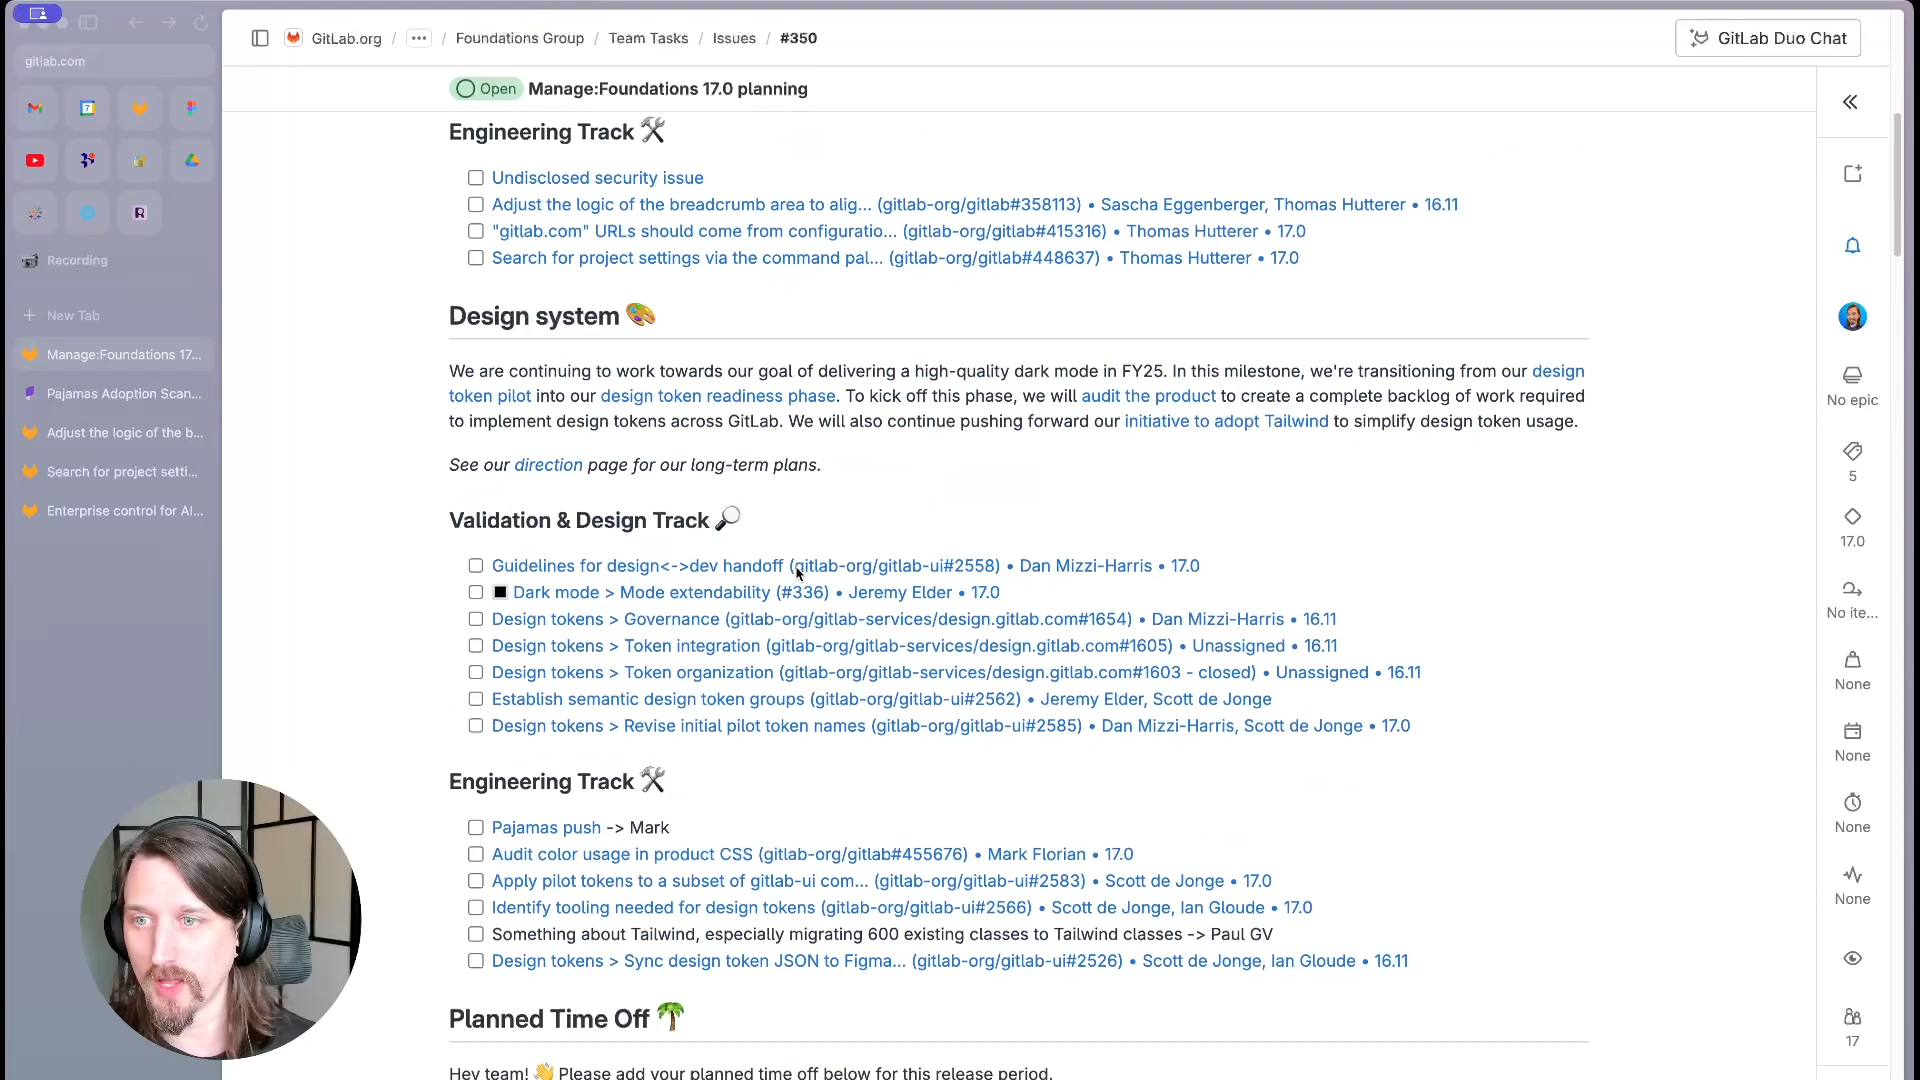 gitlab.com
7
R
Recording
+ New Tab
Manage:Foundations 17...
Pajamas Adoption Scan...
Adjust the logic of the b...
Search for project setti...
Enterprise control for AI...
GitLab.org / ••• / Foundations Group / Team Tasks / Issues / #350
GitLab Duo Chat
Open Manage:Foundations 17.0 planning
Engineering Track 🛠️
Undisclosed security issue
Adjust the logic of the breadcrumb area to alig... (gitlab-org/gitlab#358113) • Sascha Eggenberger, Thomas Hutterer • 16.11
"gitlab.com" URLs should come from configuratio... (gitlab-org/gitlab#415316) • Thomas Hutterer • 17.0
Search for project settings via the command pal... (gitlab-org/gitlab#448637) • Thomas Hutterer • 17.0
Design system 🎨
We are continuing to work towards our goal of delivering a high-quality dark mode in FY25. In this milestone, we're transitioning from our design
token pilot into our design token readiness phase. To kick off this phase, we will audit the product to create a complete backlog of work required
to implement design tokens across GitLab. We will also continue pushing forward our initiative to adopt Tailwind to simplify design token usage.
See our direction page for our long-term plans.
Validation & Design Track 🔎
Guidelines for design<->dev handoff (gitlab-org/gitlab-ui#2558) • Dan Mizzi-Harris • 17.0
Dark mode > Mode extendability (#336) • Jeremy Elder • 17.0
Design tokens > Governance (gitlab-org/gitlab-services/design.gitlab.com#1654) • Dan Mizzi-Harris • 16.11
Design tokens > Token integration (gitlab-org/gitlab-services/design.gitlab.com#1605) • Unassigned • 16.11
Design tokens > Token organization (gitlab-org/gitlab-services/design.gitlab.com#1603 - closed) • Unassigned • 16.11
Establish semantic design token groups (gitlab-org/gitlab-ui#2562) • Jeremy Elder, Scott de Jonge
Design tokens > Revise initial pilot token names (gitlab-org/gitlab-ui#2585) • Dan Mizzi-Harris, Scott de Jonge • 17.0
Engineering Track 🛠️
Pajamas push -> Mark
Audit color usage in product CSS (gitlab-org/gitlab#455676) • Mark Florian • 17.0
Apply pilot tokens to a subset of gitlab-ui com... (gitlab-org/gitlab-ui#2583) • Scott de Jonge • 17.0
Identify tooling needed for design tokens (gitlab-org/gitlab-ui#2566) • Scott de Jonge, Ian Gloude • 17.0
Something about Tailwind, especially migrating 600 existing classes to Tailwind classes -> Paul GV
Design tokens > Sync design token JSON to Figma... (gitlab-org/gitlab-ui#2526) • Scott de Jonge, Ian Gloude • 16.11
Planned Time Off 🌴
Hey team! 👋 Please add your planned time off below for this release period.
No epic
5
17.0
No ite...
None
None
None
None
17